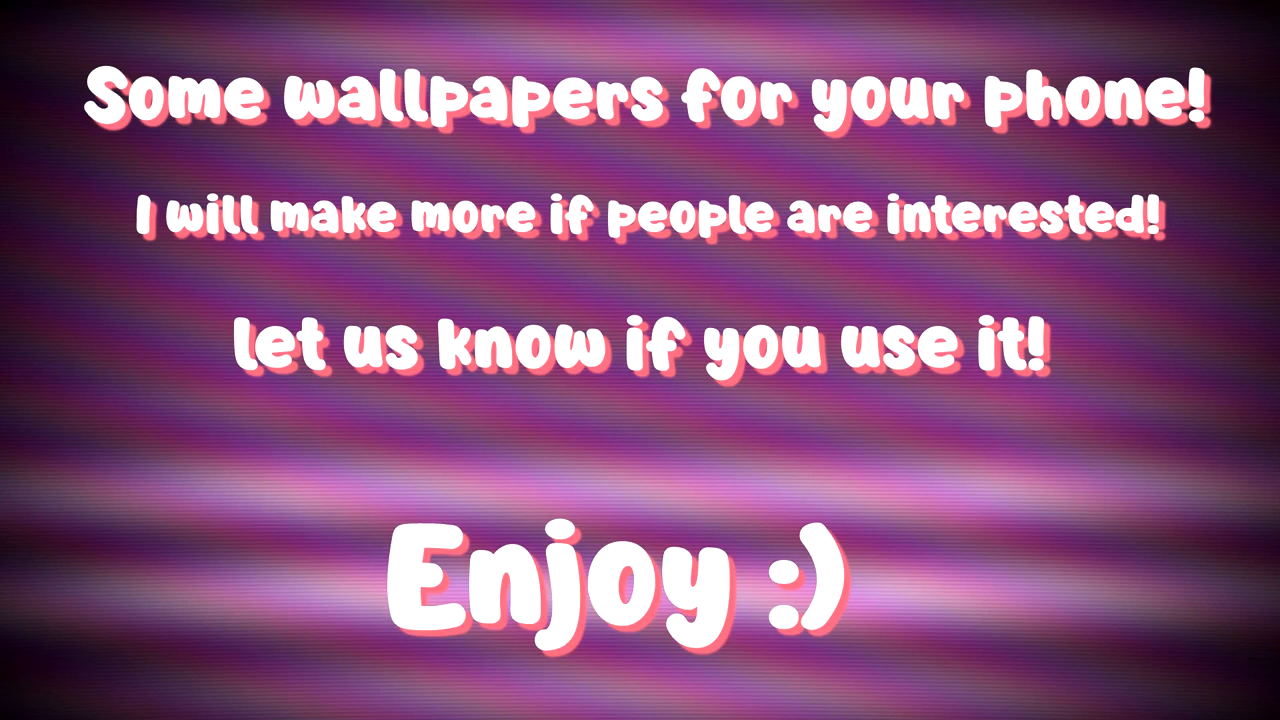 Some wallpapers for your phone!
I will make more if people are interested!
let us know if you use it!
Enjoy :)